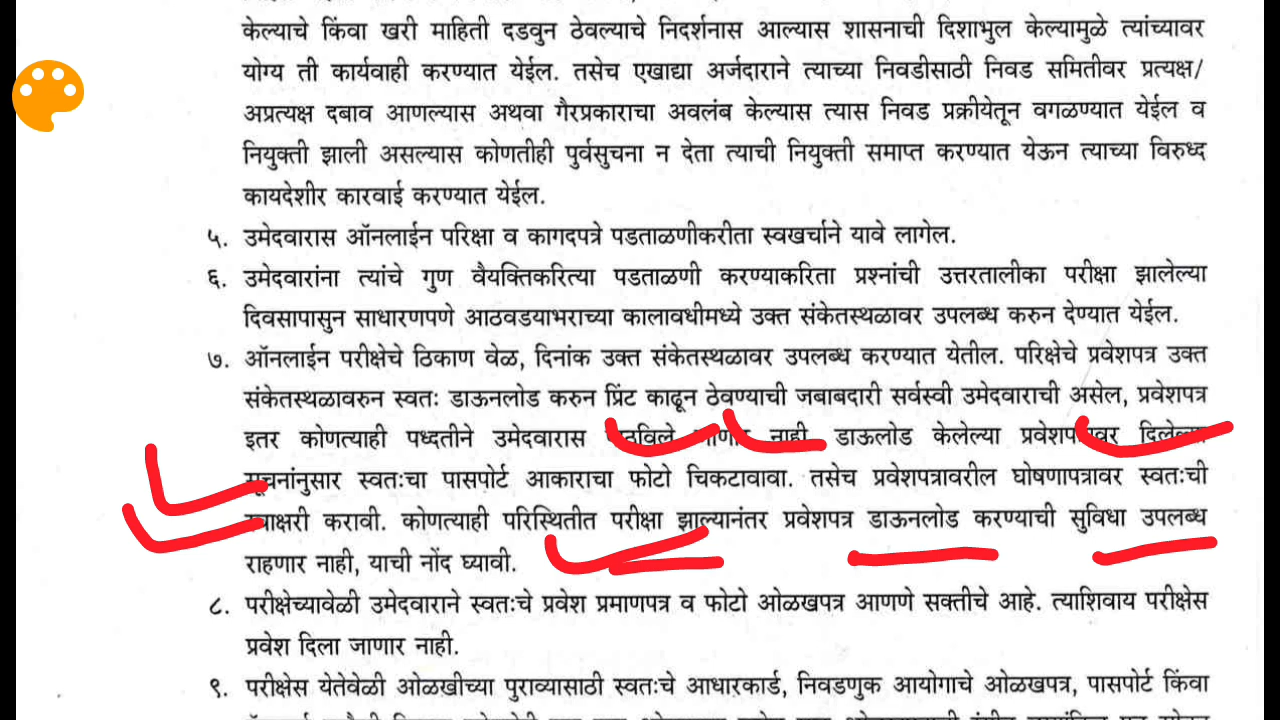 केल्याचे किंवा खरी माहिती दडवुन ठेवल्याचे निदर्शनास आल्यास शासनाची दिशाभुल केल्यामुळे त्यांच्यावर
योग्य ती कार्यवाही करण्यात येईल. तसेच एखाद्या अर्जदाराने त्याच्या निवडीसाठी निवड समितीवर प्रत्यक्ष/
अप्रत्यक्ष दबाव आणल्यास अथवा गैरप्रकाराचा अवलंब केल्यास त्यास निवड प्रक्रीयेतून वगळण्यात येईल व
नियुक्ती झाली असल्यास कोणतीही पुर्वसुचना न देता त्याची नियुक्ती समाप्त करण्यात येऊन त्याच्या विरुध्द
कायदेशीर कारवाई करण्यात येईल.
५. उमेदवारास ऑनलाईन परिक्षा व कागदपत्रे पडताळणीकरीता स्वखर्चाने यावे लागेल.
६. उमेदवारांना त्यांचे गुण वैयक्तिकरित्या पडताळणी करण्याकरिता प्रश्नांची उत्तरतालीका परीक्षा झालेल्या
दिवसापासुन साधारणपणे आठवडयाभराच्या कालावधीमध्ये उक्त संकेतस्थळावर उपलब्ध करुन देण्यात येईल.
७. ऑनलाईन परीक्षेचे ठिकाण वेळ, दिनांक उक्त संकेतस्थळावर उपलब्ध करण्यात येतील. परिक्षेचे प्रवेशपत्र उक्त
संकेतस्थळावरुन स्वतः डाऊनलोड करुन प्रिंट काढून ठेवण्याची जबाबदारी सर्वस्वी उमेदवाराची असेल, प्रवेशपत्र
इतर कोणत्याही पध्दतीने उमेदवारास नाही डाऊलोड केलेल्या प्रवेशपत्रावर दिलेल्या
सूचनांनुसार स्वतःचा पासपोर्ट आकाराचा फोटो चिकटावावा. तसेच प्रवेशपत्रावरील घोषणापत्रावर स्वतःची
स्वाक्षरी करावी. कोणत्याही परिस्थितीत परीक्षा झाल्यानंतर प्रवेशपत्र डाऊनलोड करण्याची सुविधा उपलब्ध
राहणार नाही, याची नोंद घ्यावी.
८. परीक्षेच्यावेळी उमेदवाराने स्वतःचे प्रवेश प्रमाणपत्र व फोटो ओळखपत्र आणणे सक्तीचे आहे. त्याशिवाय परीक्षेस
प्रवेश दिला जाणार नाही.
९. परीक्षेस येतेवेळी ओळखीच्या पुराव्यासाठी स्वतःचे आधारकार्ड, निवडणुक आयोगाचे ओळखपत्र, पासपोर्ट किंवा